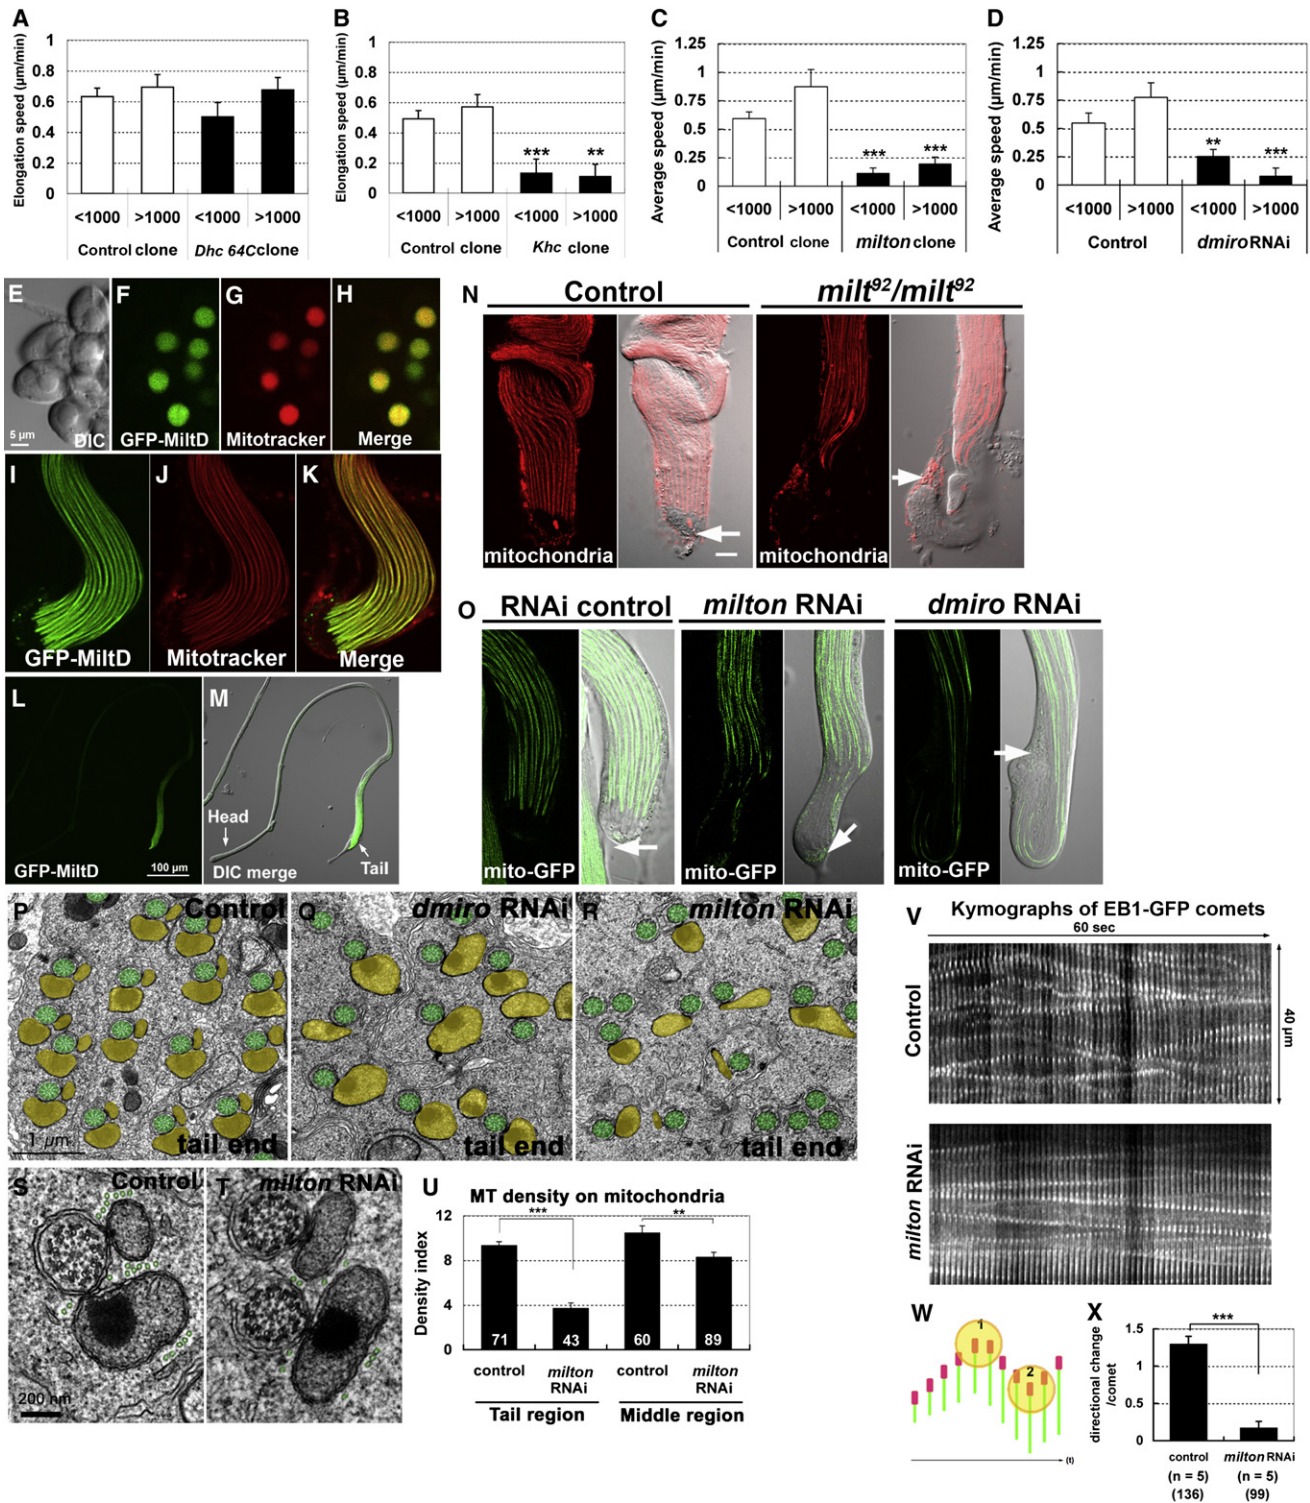 A
Elongation speed (µm/min)
1
0.8
0.6
0.4
0.2
0
<1000 >1000 <1000 >1000
Control clone Dhc 64C clone
B
Elongation speed (µm/min)
1
0.8
0.6
0.4
0.2
0
*** **
<1000 >1000 <1000 >1000
Control clone Khc clone
C
Average speed (µm/min)
1.25
1
0.75
0.5
0.25
0
*** ***
<1000 >1000 <1000 >1000
Control clone milton clone
D
Average speed (µm/min)
1.25
1
0.75
0.5
0.25
0
** ***
<1000 >1000 <1000 >1000
Control dmiro RNAi
E
5 µm
DIC
F
GFP-MiltD
G
Mitotracker
H
Merge
I
GFP-MiltD
J
Mitotracker
K
Merge
L
GFP-MiltD
100 µm
M
Head
Tail
DIC merge
N
Control milt92/milt92
mitochondria
mitochondria
O
RNAi control milton RNAi dmiro RNAi
mito-GFP
mito-GFP
mito-GFP
P
Control
1 µm
tail end
Q
dmiro RNAi
tail end
R
milton RNAi
tail end
S
Control
200 nm
T
milton RNAi
U
MT density on mitochondria
Density index
12
8
4
0
*** **
71 43 60 89
control milton RNAi control milton RNAi
Tail region Middle region
V
Kymographs of EB1-GFP comets
60 sec
Control
40 µm
milton RNAi
W
1
2
(t)
X
directional change
/comet
1.5
1
0.5
0
***
control milton RNAi
(n = 5) (n = 5)
(136) (99)